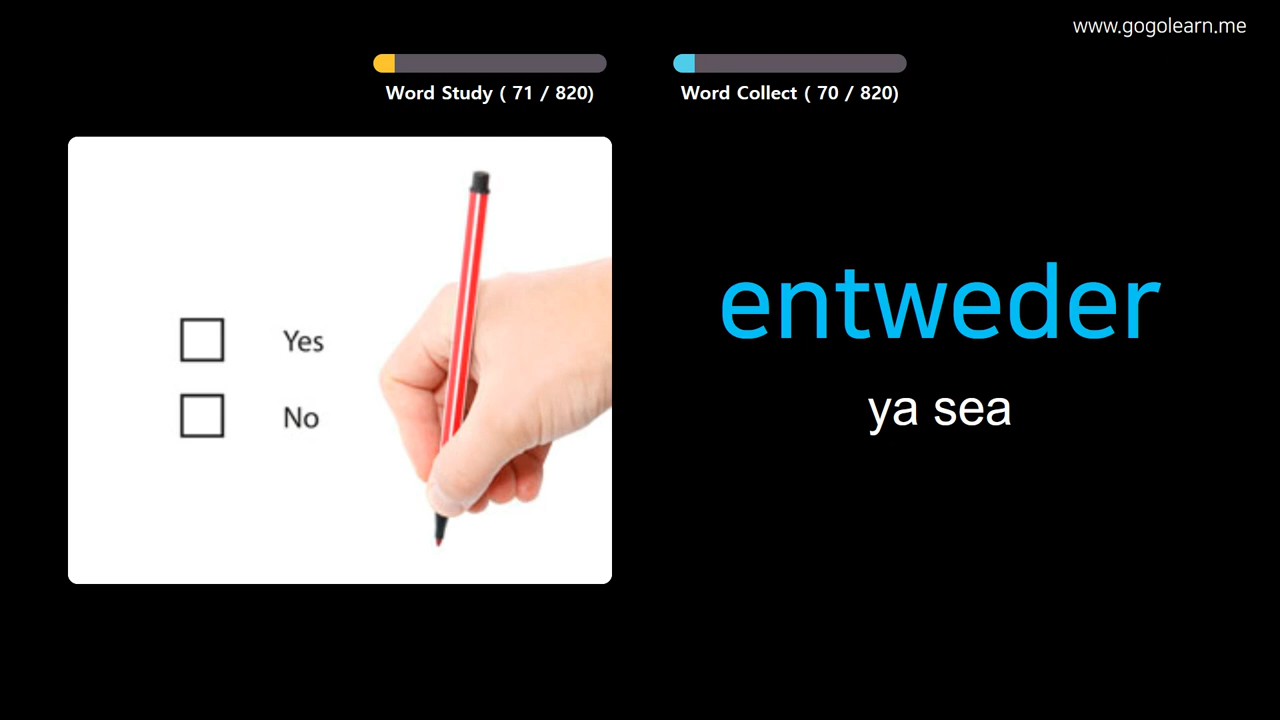 www.gogolearn.me
Word Study ( 71 / 820)
Word Collect ( 70 / 820)
Yes
No
entweder
ya sea